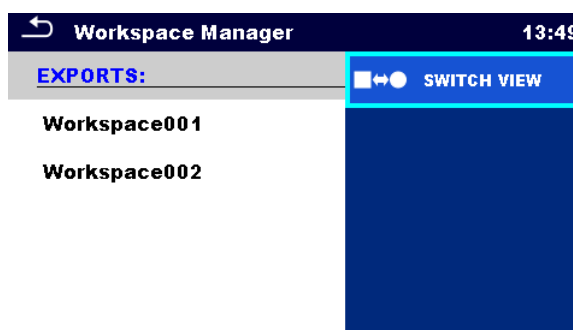 Workspace Manager 13:49
EXPORTS:
SWITCH VIEW
Workspace001
Workspace002